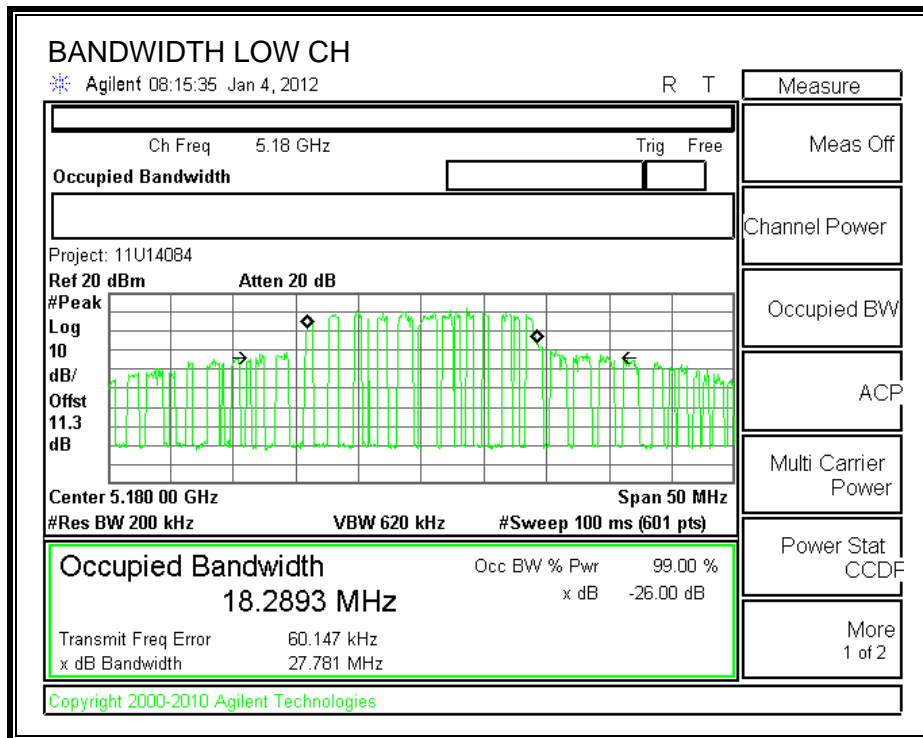 BANDWIDTH LOW CH
Agilent 08:15:35 Jan 4, 2012 R T
Measure
Ch Freq 5.18 GHz Trig Free
Meas Off
Occupied Bandwidth
Channel Power
Project: 11U14084
Ref 20 dBm Atten 20 dB
#Peak
Log
10
dB/
Offst
11.3
dB
Occupied BW
ACP
Multi Carrier
Power
Center 5.180 00 GHz Span 50 MHz
#Res BW 200 kHz VBW 620 kHz #Sweep 100 ms (601 pts)
Power Stat
CCDF
Occupied Bandwidth Occ BW % Pwr 99.00 %
18.2893 MHz x dB -26.00 dB
Transmit Freq Error 60.147 kHz
x dB Bandwidth 27.781 MHz
More
1 of 2
Copyright 2000-2010 Agilent Technologies